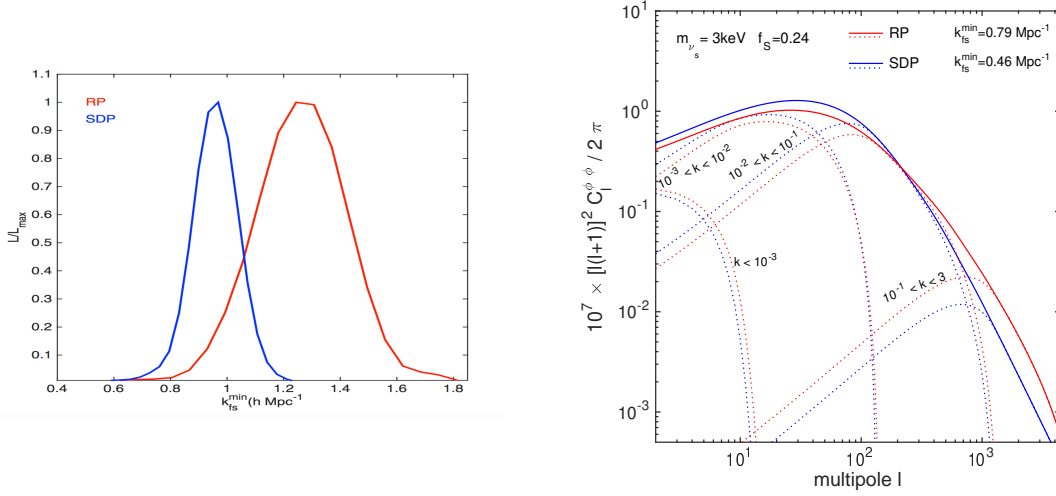 1.1
1
0.9
0.8
0.7
0.6
0.5
0.4
0.3
0.2
0.1
RP
SDP
L/L_max
0.4 0.6 0.8 1 1.2 1.4 1.6 1.8
k_fs^min (h Mpc^-1
10^1
10^0
10^-1
10^-2
10^-3
10^7 × [l(l+1)]^2 C_l^ϕϕ / 2 π
m_ν_s = 3keV f_S=0.24
RP k_fs^min=0.79 Mpc^-1
SDP k_fs^min=0.46 Mpc^-1
10^-3 < k < 10^-2
10^-2 < k < 10^-1
k < 10^-3
10^-1 < k < 3
10^1 10^2 10^3
multipole l